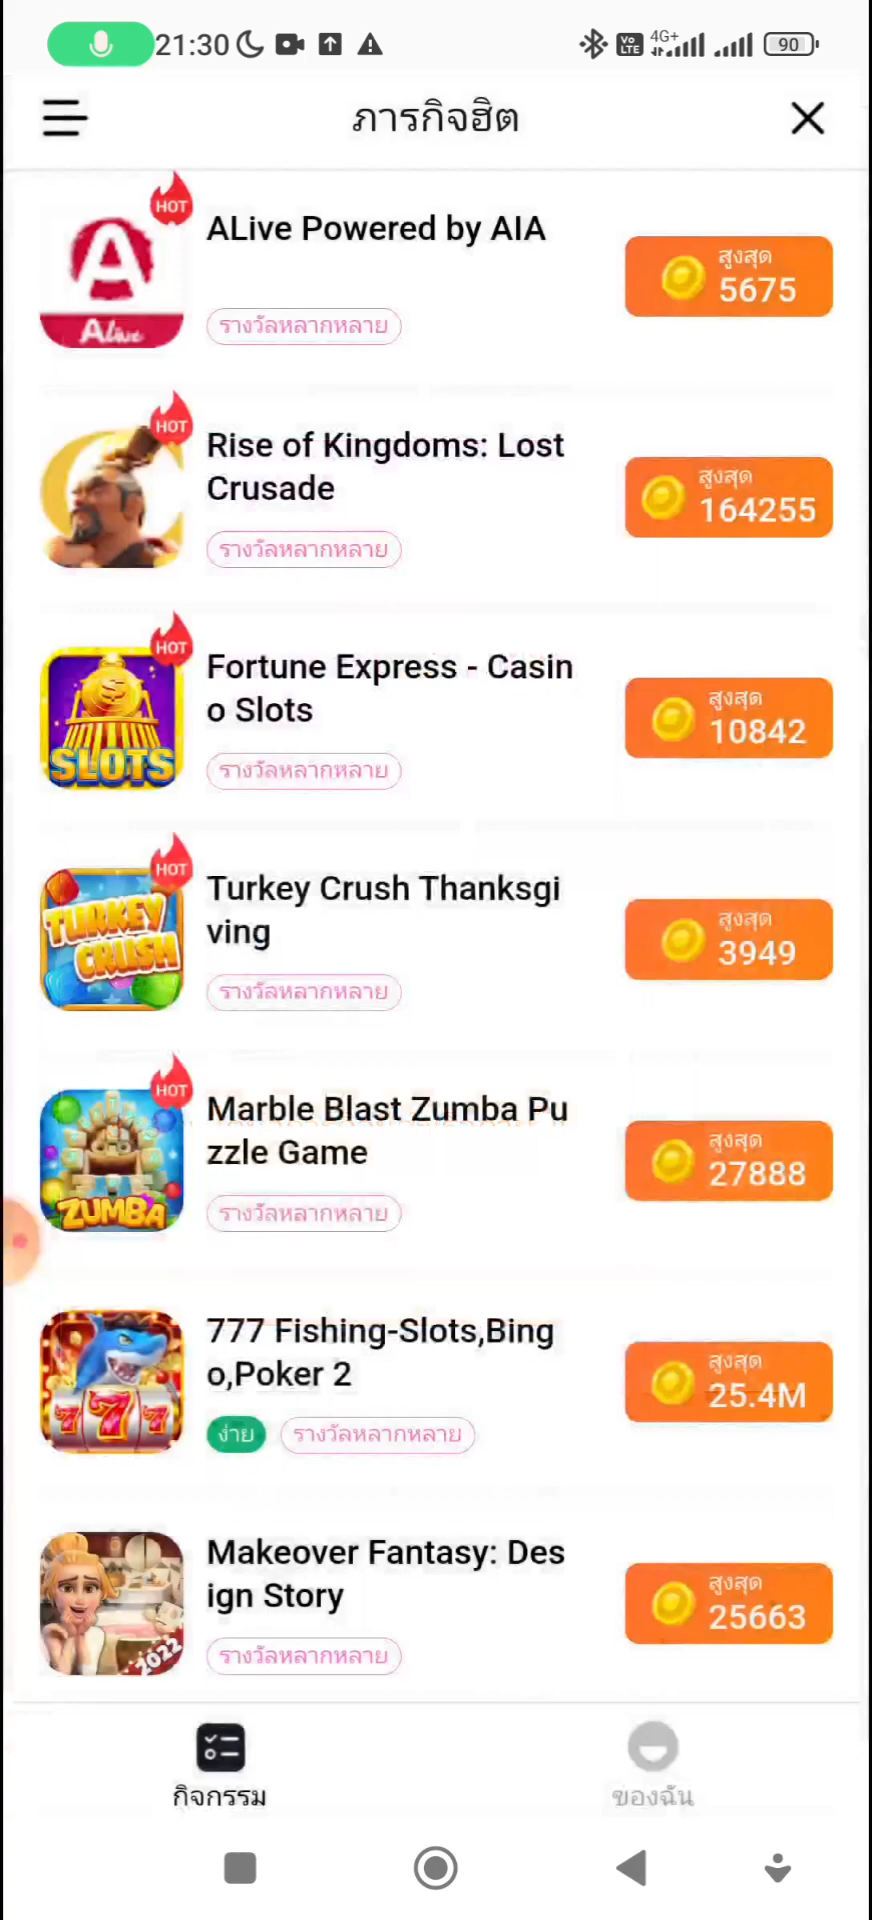 21:30
Vo LTE
4G+
90
ภารกิจฮิต
HOT
ALive Powered by AIA
สูงสุด
5675
Alive
รางวัลหลากหลาย
HOT
Rise of Kingdoms: Lost
Crusade
สูงสุด
164255
รางวัลหลากหลาย
HOT
Fortune Express - Casin
o Slots
สูงสุด
10842
SLOTS
รางวัลหลากหลาย
HOT
Turkey Crush Thanksgi
ving
สูงสุด
3949
TURKEY
CRUSH
รางวัลหลากหลาย
HOT
Marble Blast Zumba Pu
zzle Game
สูงสุด
27888
ZUMBA
รางวัลหลากหลาย
777 Fishing-Slots,Bing
o,Poker 2
สูงสุด
25.4M
777
ง่าย รางวัลหลากหลาย
Makeover Fantasy: Des
ign Story
สูงสุด
25663
2022
รางวัลหลากหลาย
กิจกรรม
ของฉัน